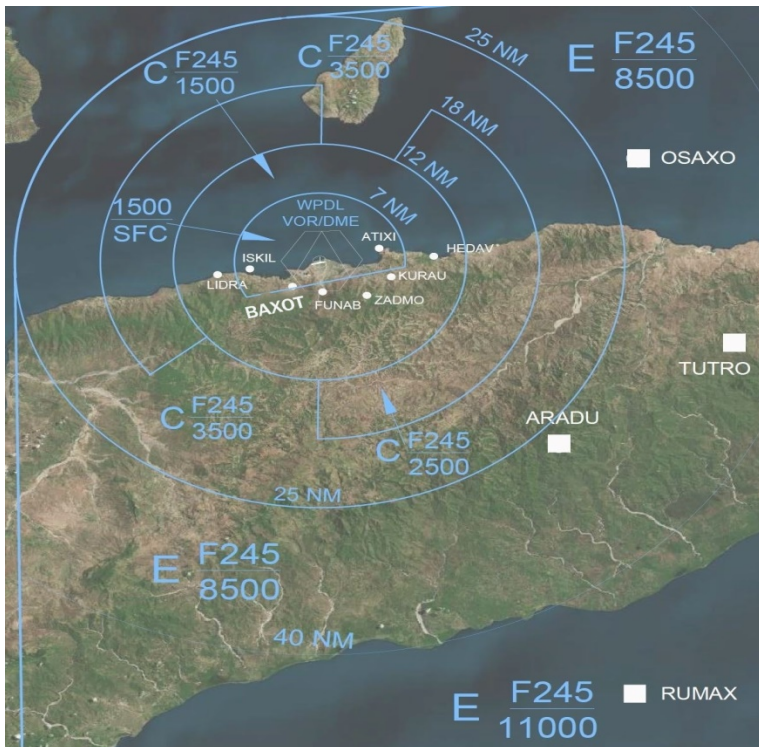 F245
C
3500
25 NM
E
F245
8500
C
F245
1500
18 NM
12 NM
OSAXO
1500
SFC
WPDL
VOR/DME
7 NM
ATIXI
HEDAV
ISKIL
LIDRA
KURAU
BAXOT
FUNAB
ZADMO
TUTRO
ARADU
C
F245
3500
C
F245
2500
25 NM
E
F245
8500
40 NM
E
F245
11000
RUMAX